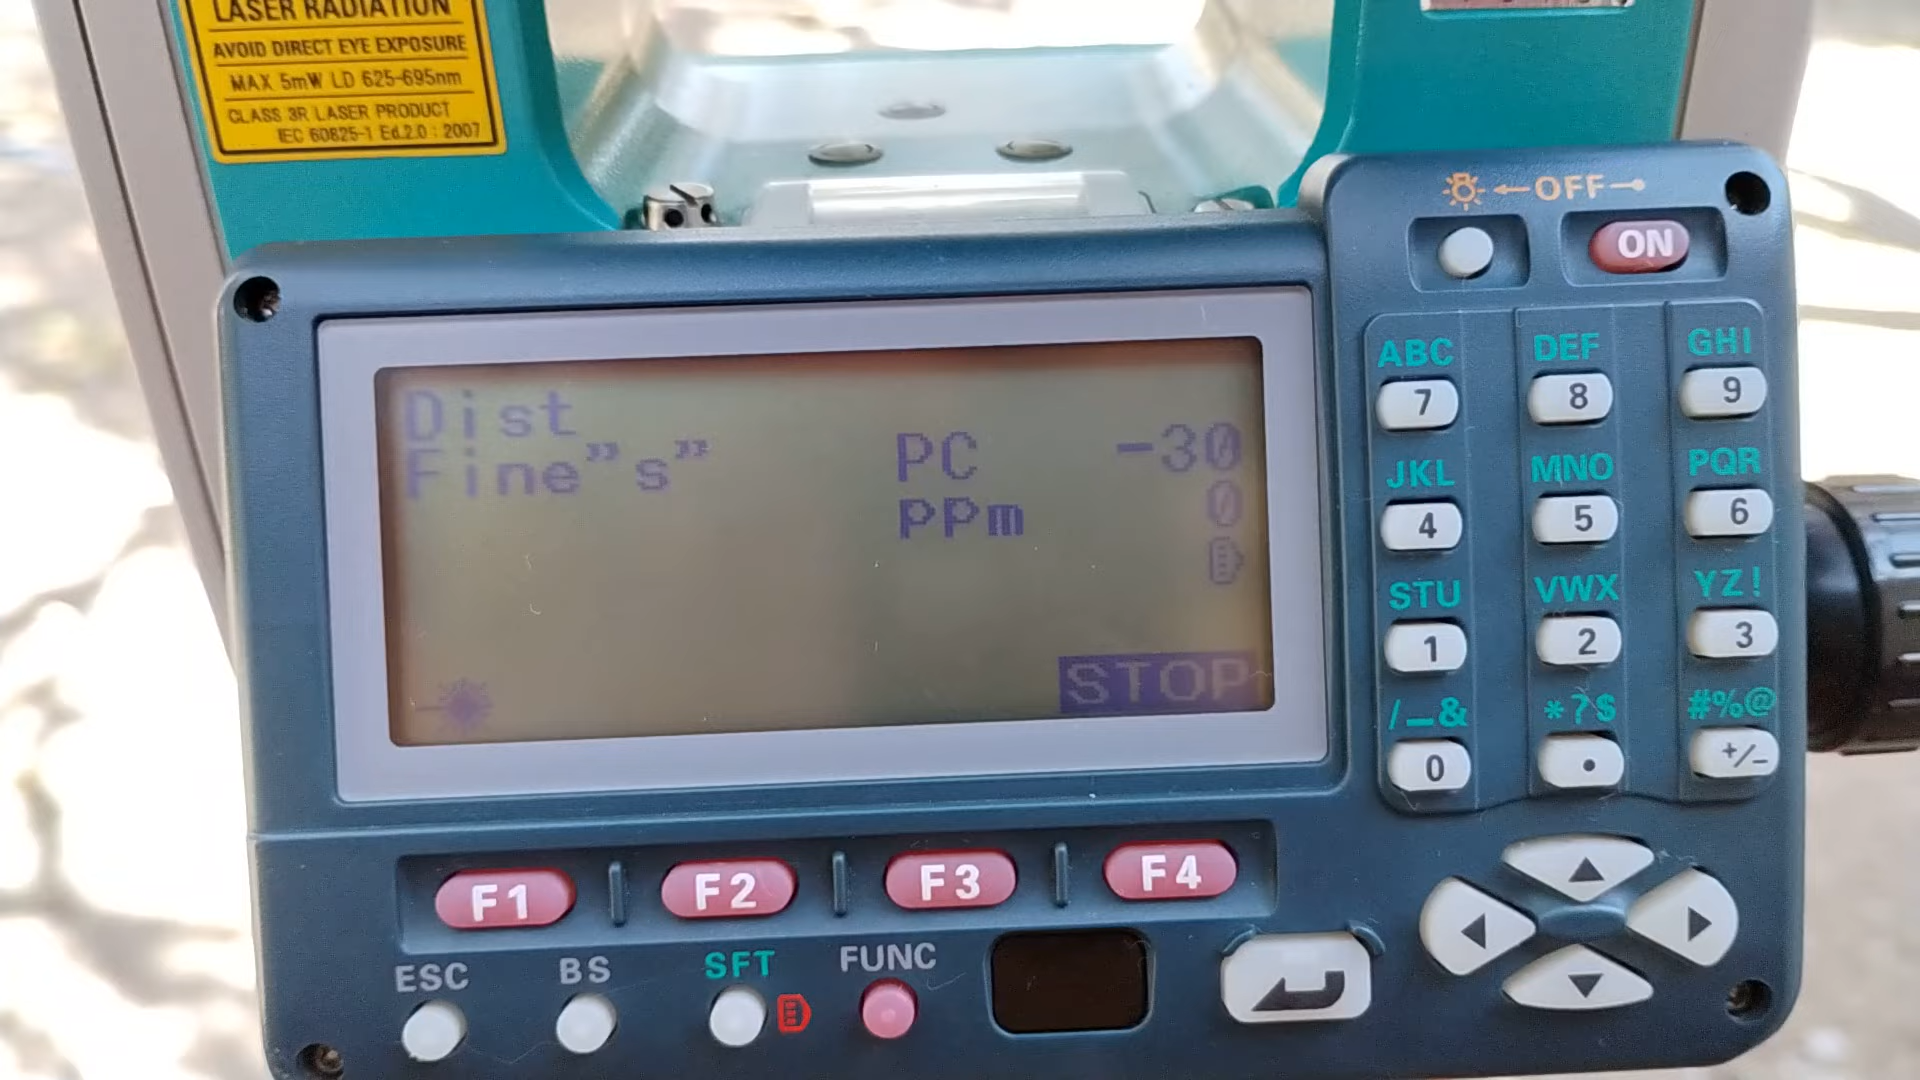 LASER RADIATION
AVOID DIRECT EYE EXPOSURE
MAX 5mW LD 625-695nm
CLASS 3R LASER PRODUCT
IEC 60825-1 Ed.2.0 : 2007
OFF
ON
Dist
Fine"s"
PC -30
ppm 0
STOP
ABC DEF GHI
7 8 9
JKL MNO PQR
4 5 6
STU VWX YZ!
1 2 3
/_& *?$ #%@
0 • +/-
F1 F2 F3 F4
ESC BS SFT FUNC